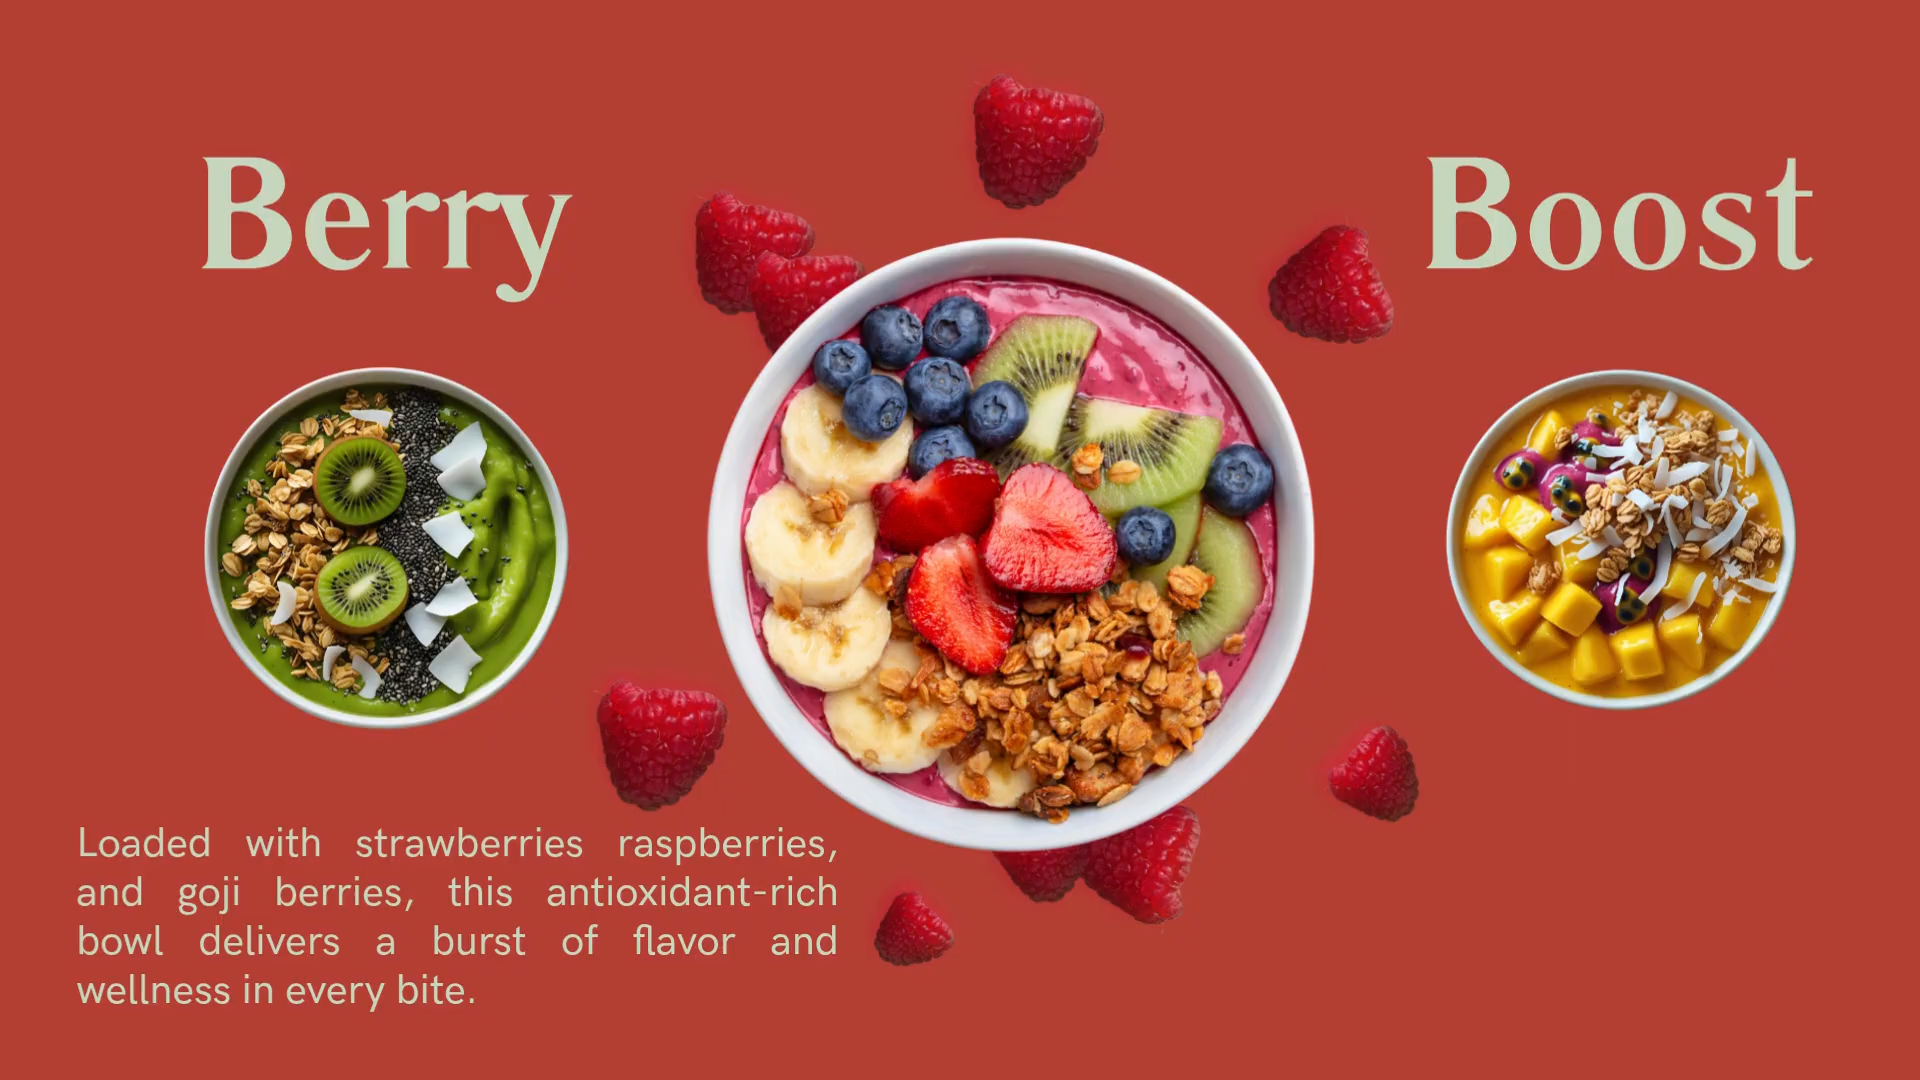 Berry Boost
Loaded with strawberries raspberries,
and goji berries, this antioxidant-rich
bowl delivers a burst of flavor and
wellness in every bite.